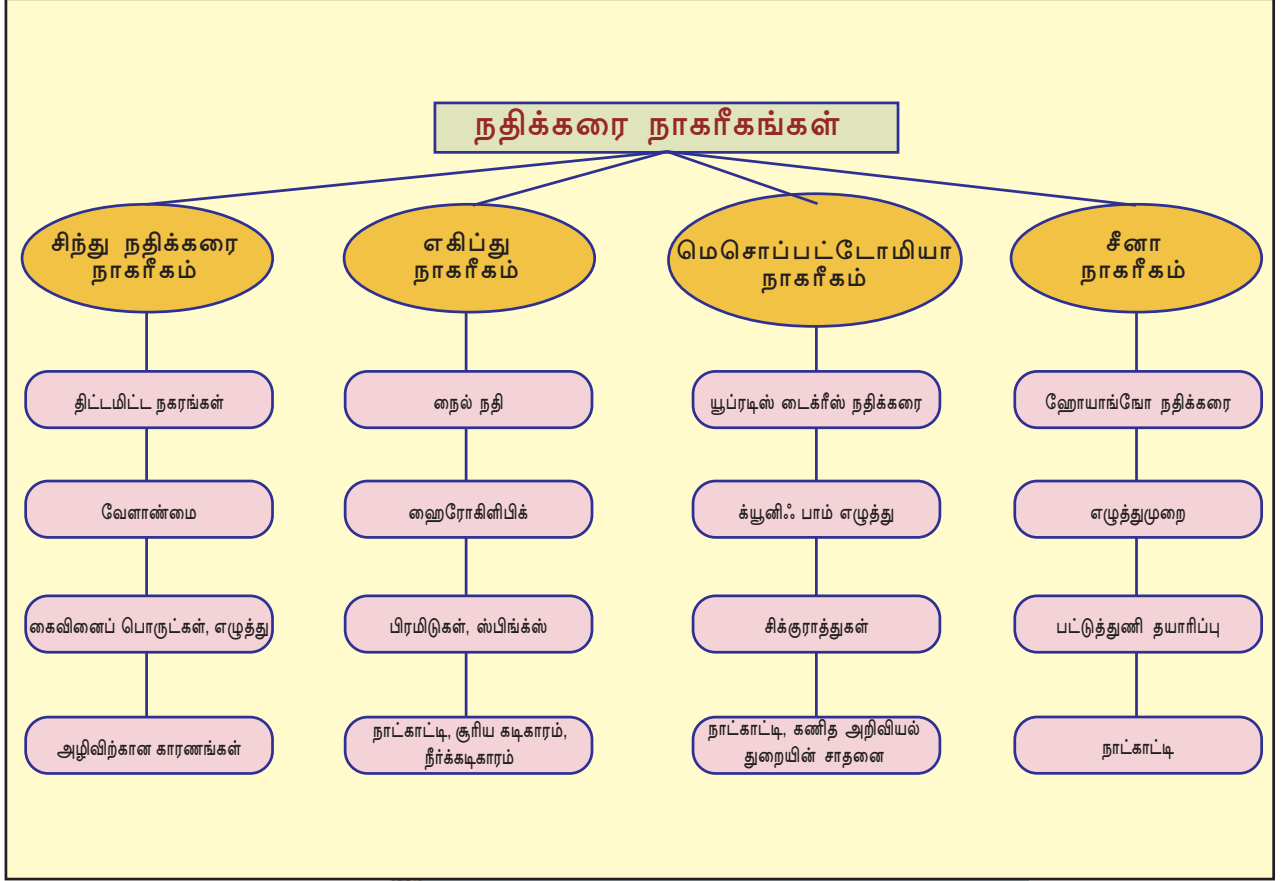 நதிக்கரை நாகரீகங்கள்
சிந்து நதிக்கரை
நாகரீகம்
எகிப்து
நாகரீகம்
மெசொப்பட்டோமியா
நாகரீகம்
சீனா
நாகரீகம்
திட்டமிட்ட நகரங்கள்
நைல் நதி
யூப்ரடிஸ் டைக்ரீஸ் நதிக்கரை
ஹோயாங்ஹோ நதிக்கரை
வேளாண்மை
ஹைரோகிளிபிக்
க்யூனிஃ பாம் எழுத்து
எழுத்துமுறை
கைவினைப் பொருட்கள், எழுத்து
பிரமிடுகள், ஸ்பிங்க்ஸ்
சிக்குராத்துகள்
பட்டுத்துணி தயாரிப்பு
அழிவிற்கான காரணங்கள்
நாட்காட்டி, சூரிய கடிகாரம்,
நீர்க்கடிகாரம்
நாட்காட்டி, கணித அறிவியல்
துறையின் சாதனை
நாட்காட்டி